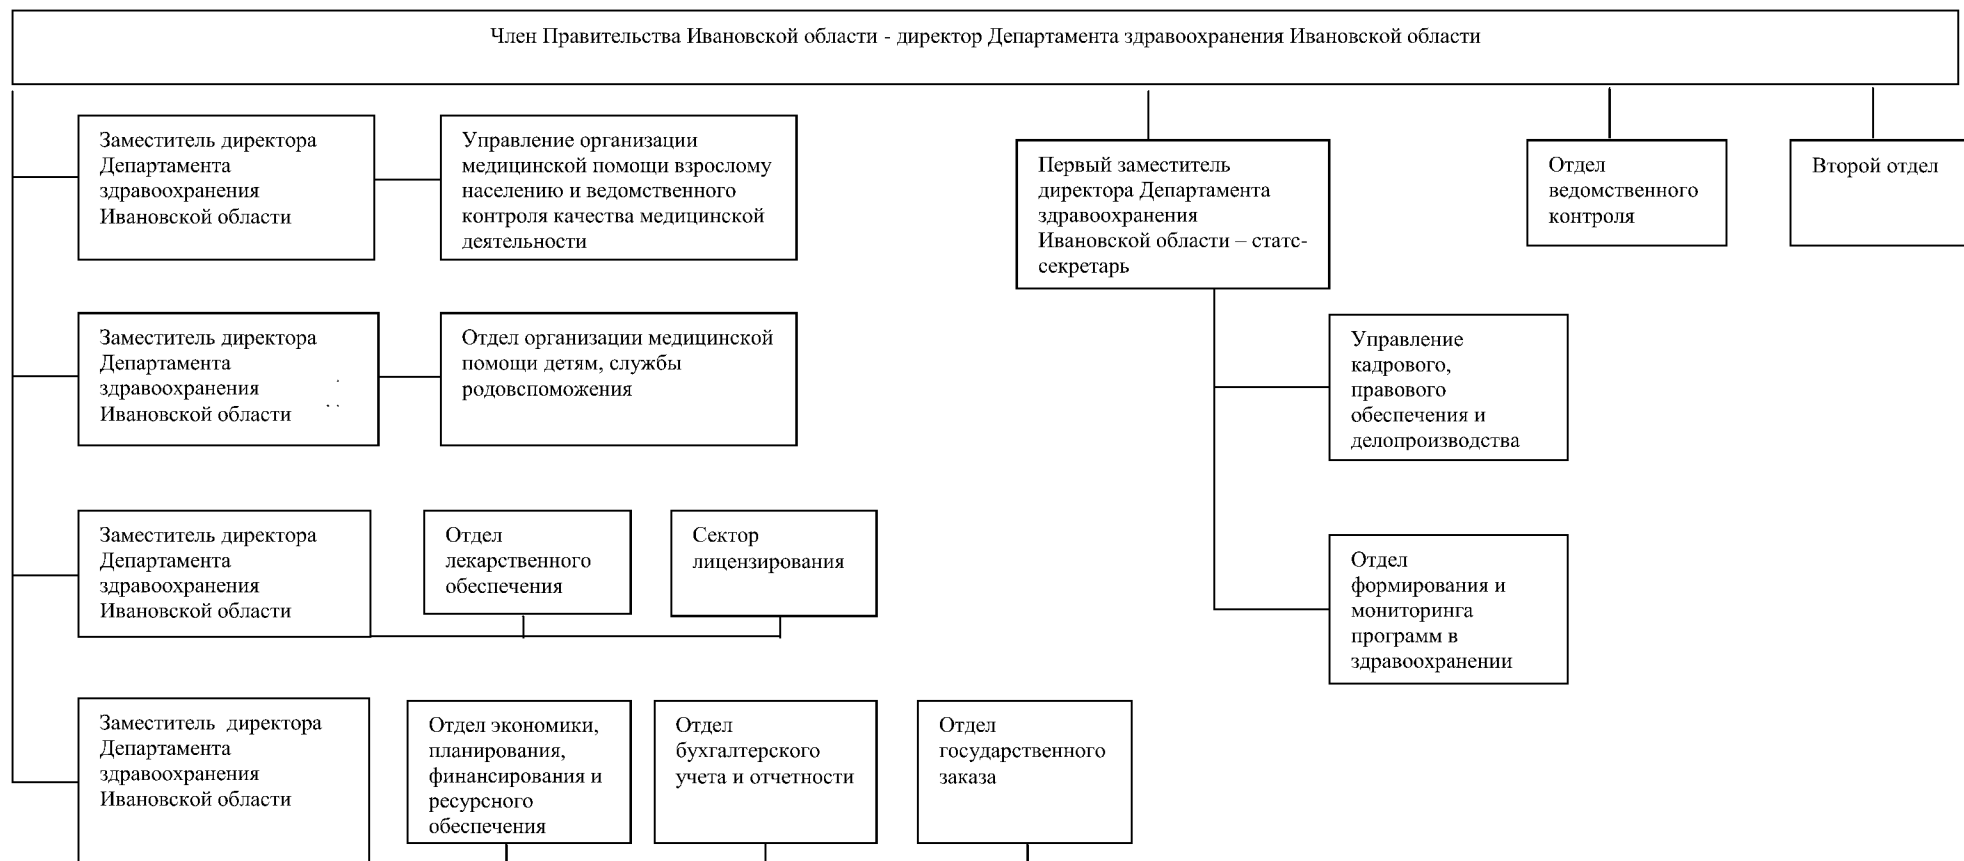 Член Правительства Ивановской области - директор Департамента здравоохранения Ивановской области
Заместитель директора
Департамента
здравоохранения
Ивановской области
Управление организации
медицинской помощи взрослому
населению и ведомственного
контроля качества медицинской
деятельности
Первый заместитель
директора Департамента
здравоохранения
Ивановской области – статс-
секретарь
Отдел
ведомственного
контроля
Второй отдел
Заместитель директора
Департамента
здравоохранения
Ивановской области
Отдел организации медицинской
помощи детям, службы
родовспоможения
Управление
кадрового,
правового
обеспечения и
делопроизводства
Заместитель директора
Департамента
здравоохранения
Ивановской области
Отдел
лекарственного
обеспечения
Сектор
лицензирования
Отдел
формирования и
мониторинга
программ в
здравоохранении
Заместитель директора
Департамента
здравоохранения
Ивановской области
Отдел экономики,
планирования,
финансирования и
ресурсного
обеспечения
Отдел
бухгалтерского
учета и отчетности
Отдел
государственного
заказа